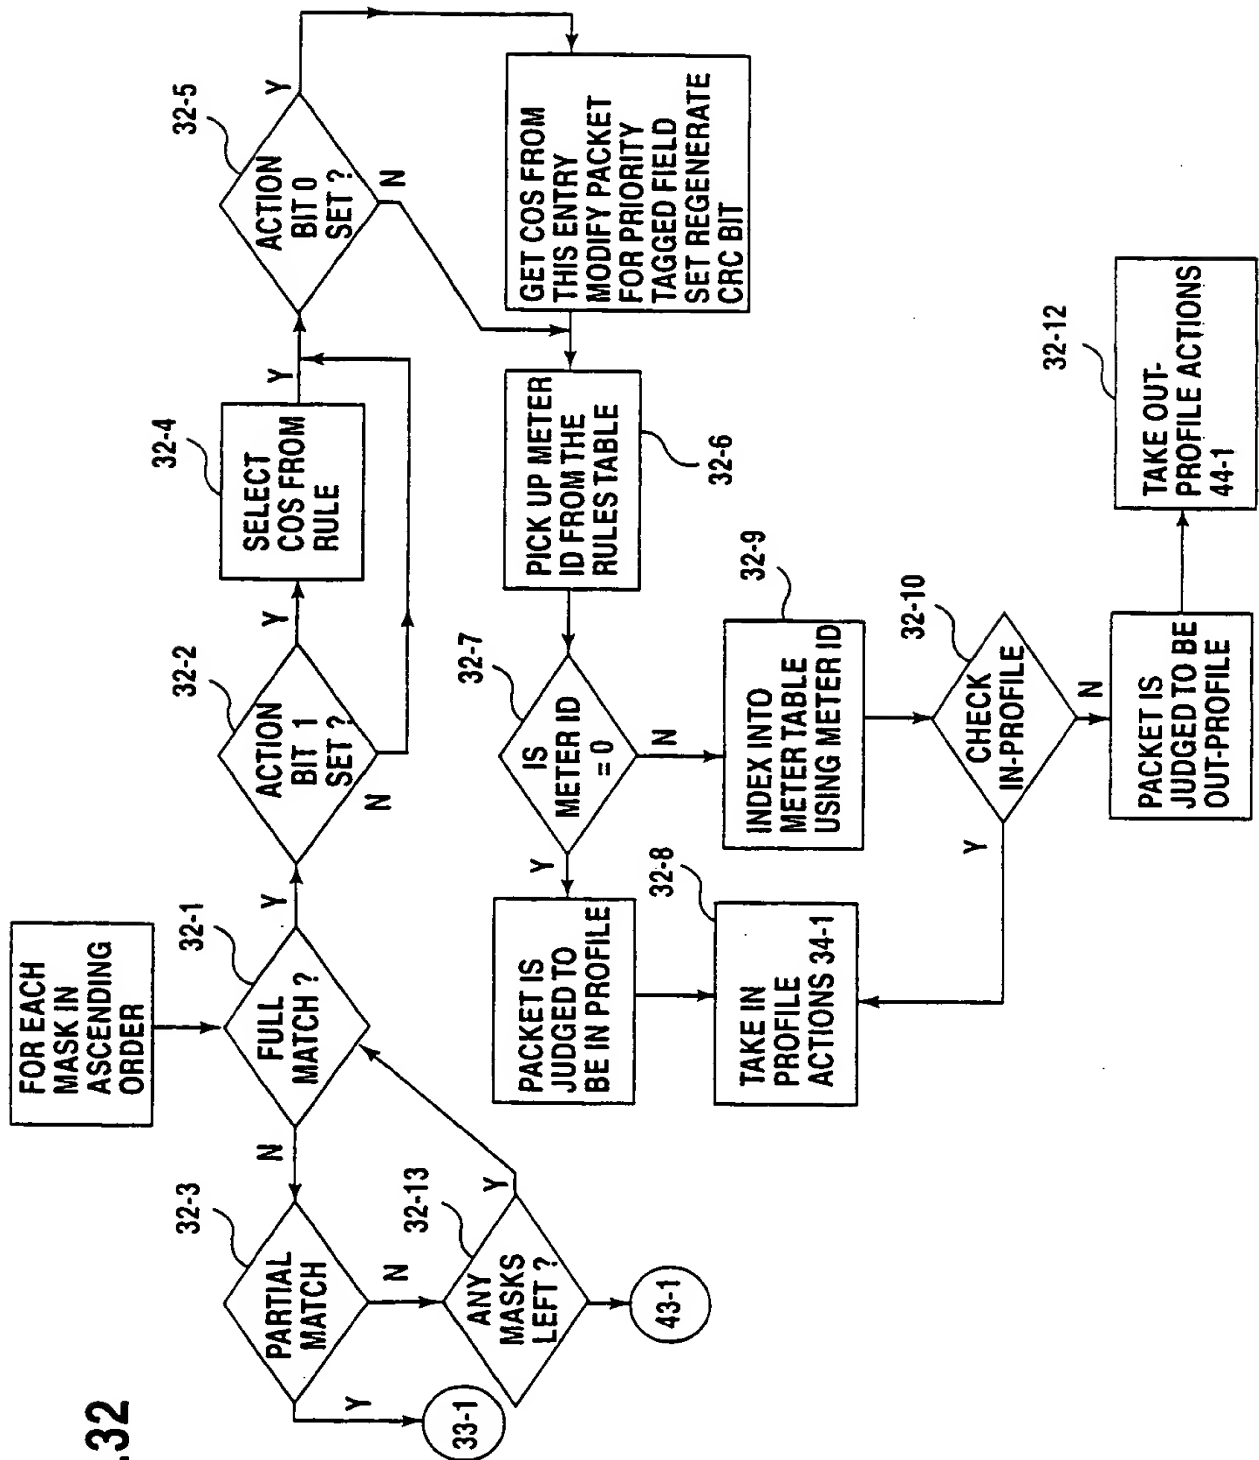 .32
FOR EACH
MASK IN
ASCENDING
ORDER
32-1
FULL
MATCH ?
Y
N
32-2
ACTION
BIT 1
SET ?
Y
N
32-4
SELECT
COS FROM
RULE
Y
32-5
ACTION
BIT 0
SET ?
Y
N
GET COS FROM
THIS ENTRY
MODIFY PACKET
FOR PRIORITY
TAGGED FIELD
SET REGENERATE
CRC BIT
32-3
PARTIAL
MATCH
Y
N
33-1
32-13
ANY
MASKS
LEFT ?
Y
43-1
PICK UP METER
ID FROM THE
RULES TABLE
32-6
32-7
IS
METER ID
= 0
Y
N
PACKET IS
JUDGED TO
BE IN PROFILE
32-8
TAKE IN
PROFILE
ACTIONS 34-1
32-9
INDEX INTO
METER TABLE
USING METER ID
32-10
CHECK
IN-PROFILE
Y
N
PACKET IS
JUDGED TO BE
OUT-PROFILE
32-12
TAKE OUT-
PROFILE ACTIONS
44-1